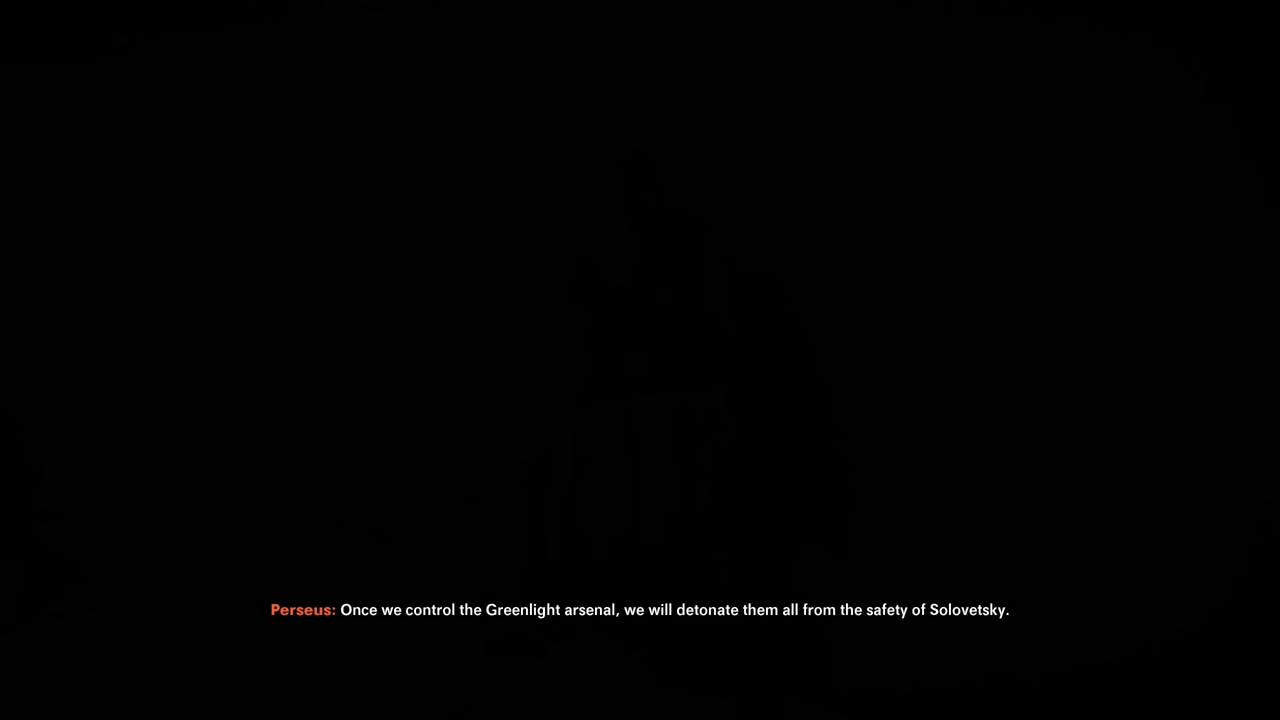 Perseus: Once we control the Greenlight arsenal, we will detonate them all from the safety of Solovetsky.